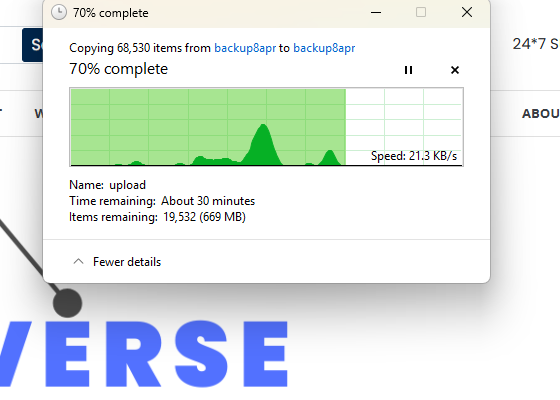 70% complete
Copying 68,530 items from backup8apr to backup8apr
24*7 S
70% complete
ABOU
Speed: 21.3 KB/s
Name: upload
Time remaining: About 30 minutes
Items remaining: 19,532 (669 MB)
Fewer details
VERSE